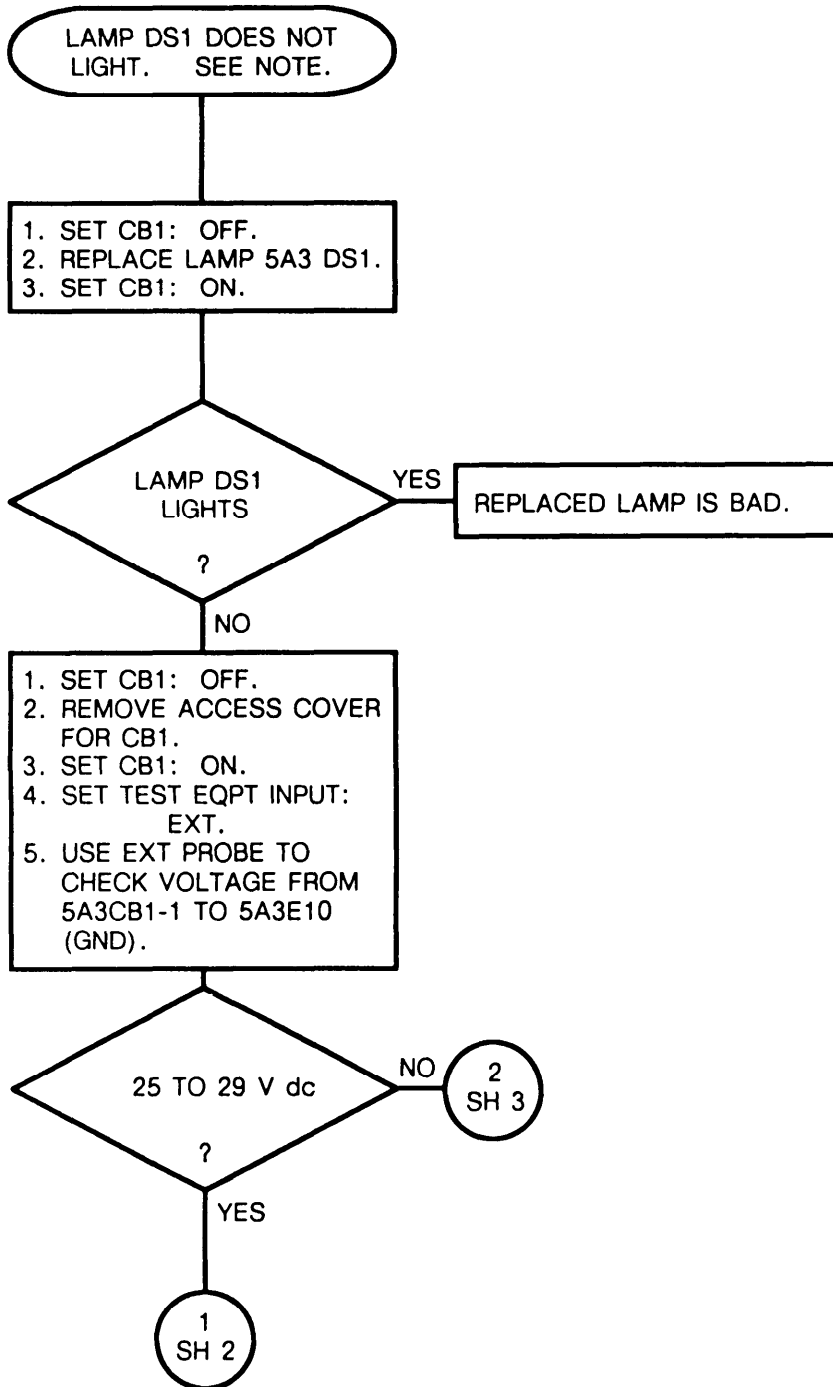 LAMP DS1 DOES NOT
LIGHT. SEE NOTE.
1. SET CB1: OFF.
2. REPLACE LAMP 5A3 DS1.
3. SET CB1: ON.
LAMP DS1
LIGHTS
?
YES
REPLACED LAMP IS BAD.
NO
1. SET CB1: OFF.
2. REMOVE ACCESS COVER
FOR CB1.
3. SET CB1: ON.
4. SET TEST EQPT INPUT:
EXT.
5. USE EXT PROBE TO
CHECK VOLTAGE FROM
5A3CB1-1 TO 5A3E10
(GND).
25 TO 29 V dc
?
NO
2
SH 3
YES
1
SH 2